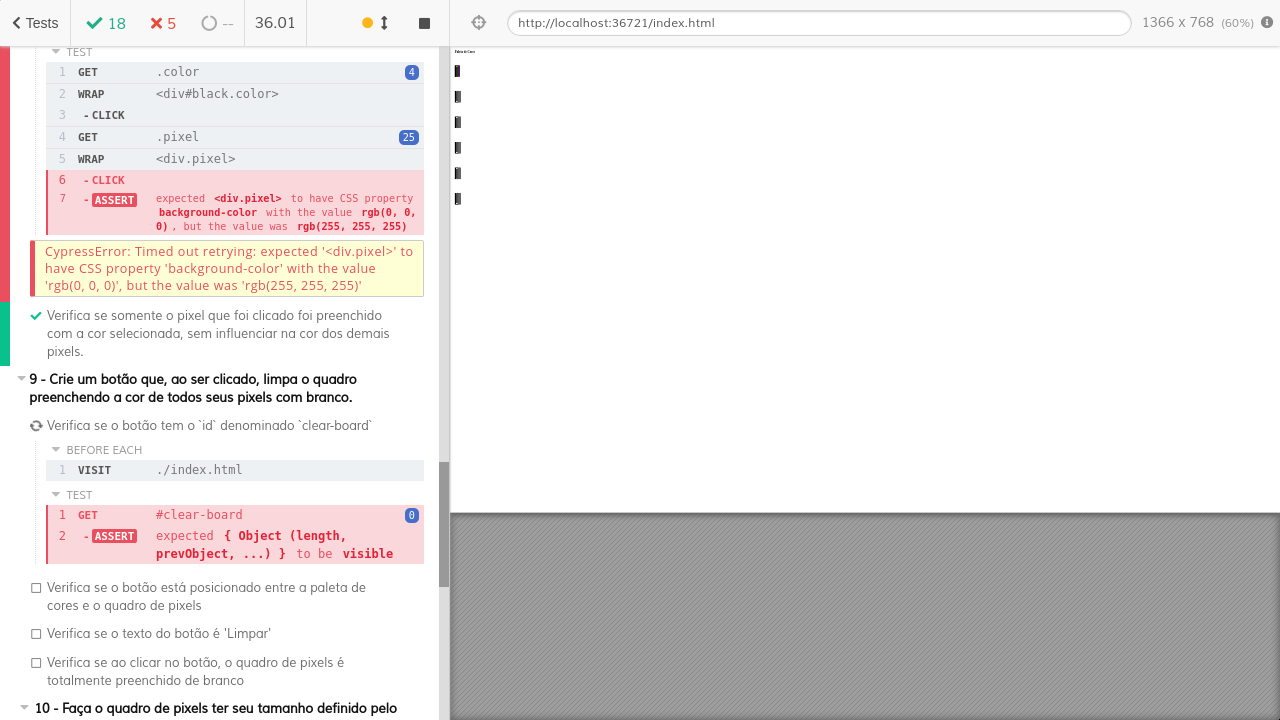 Tests 18 5 -- 36.01 http://localhost:36721/index.html 1366 x 768 (60%)
TEST
1 GET .color 4
2 WRAP <div#black.color>
3 - CLICK
4 GET .pixel 25
5 WRAP <div.pixel>
6 - CLICK
7 - ASSERT expected <div.pixel> to have CSS property
background-color with the value rgb(0, 0,
0) , but the value was rgb(255, 255, 255)
CypressError: Timed out retrying: expected '<div.pixel>' to
have CSS property 'background-color' with the value
'rgb(0, 0, 0)', but the value was 'rgb(255, 255, 255)'
Verifica se somente o pixel que foi clicado foi preenchido
com a cor selecionada, sem influenciar na cor dos demais
pixels.
9 - Crie um botão que, ao ser clicado, limpa o quadro
preenchendo a cor de todos seus pixels com branco.
Verifica se o botão tem o `id` denominado `clear-board`
BEFORE EACH
1 VISIT ./index.html
TEST
1 GET #clear-board 0
2 - ASSERT expected { Object (length,
prevObject, ...) } to be visible
Verifica se o botão está posicionado entre a paleta de
cores e o quadro de pixels
Verifica se o texto do botão é 'Limpar'
Verifica se ao clicar no botão, o quadro de pixels é
totalmente preenchido de branco
10 - Faça o quadro de pixels ter seu tamanho definido pelo